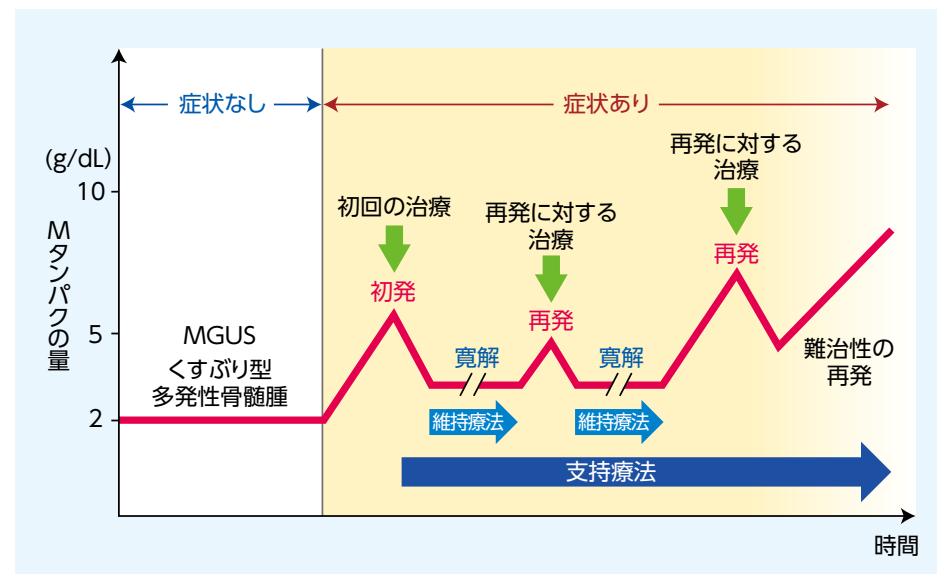 症状なし
症状あり
(g/dL)
10
5
2
Mタンパクの量
MGUS
くすぶり型
多発性骨髄腫
初回の治療
初発
寛解
維持療法
再発に対する
治療
再発
寛解
維持療法
再発に対する
治療
再発
難治性の
再発
支持療法
時間